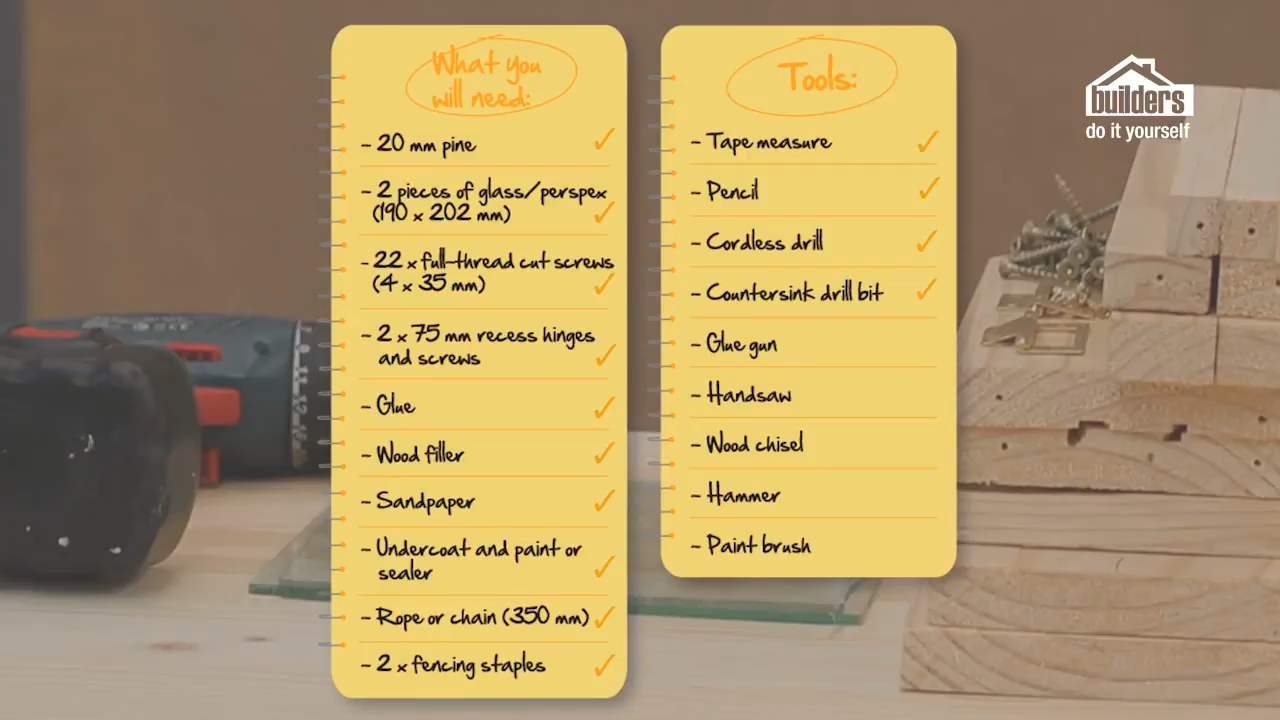 What you
will need:
- 20 mm pine
- 2 pieces of glass/perspex
(190 x 202 mm)
- 22 x full-thread cut screws
(4 x 35 mm)
- 2 x 75 mm recess hinges
and screws
- Glue
- Wood filler
- Sandpaper
- Undercoat and paint or
sealer
- Rope or chain (350 mm)
- 2 x fencing staples
Tools:
- Tape measure
- Pencil
- Cordless drill
- Countersink drill bit
- Glue gun
- Handsaw
- Wood chisel
- Hammer
- Paint brush
builders
do it yourself